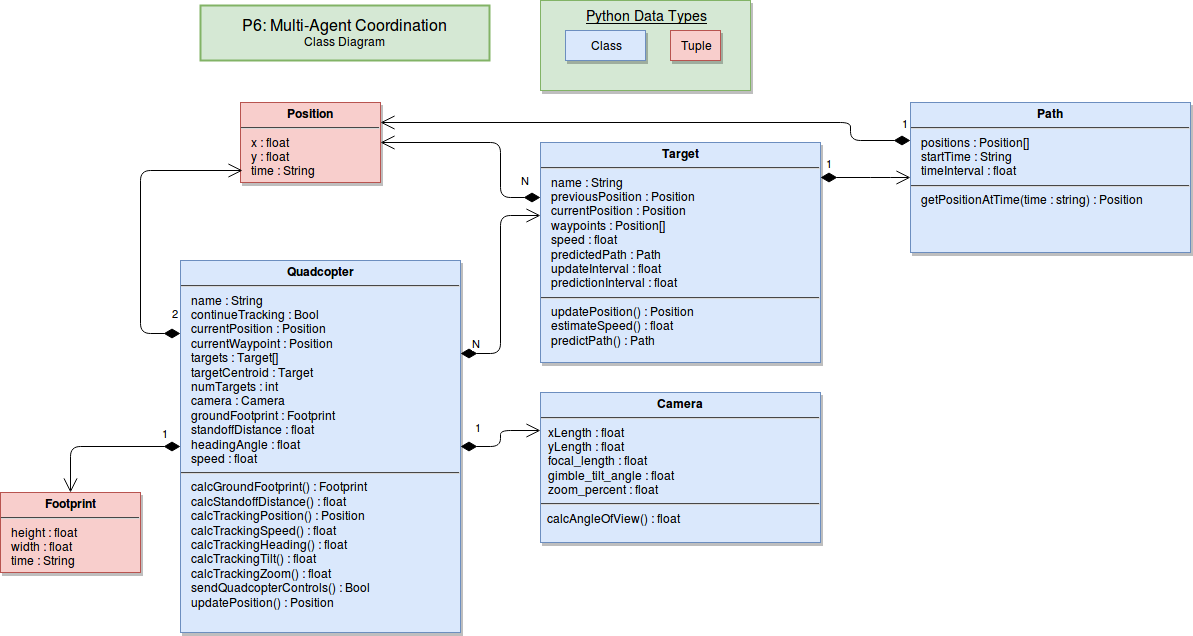 P6: Multi-Agent Coordination
Class Diagram
Python Data Types
Class
Tuple
Position
x : float
y : float
time : String
Path
positions : Position[]
startTime : String
timeInterval : float
getPositionAtTime(time : string) : Position
1
Target
name : String
previousPosition : Position
currentPosition : Position
waypoints : Position[]
speed : float
predictedPath : Path
updateInterval : float
predictionInterval : float
updatePosition() : Position
estimateSpeed() : float
predictPath() : Path
1
N
Quadcopter
name : String
continueTracking : Bool
currentPosition : Position
currentWaypoint : Position
targets : Target[]
targetCentroid : Target
numTargets : int
camera : Camera
groundFootprint : Footprint
standoffDistance : float
headingAngle : float
speed : float
calcGroundFootprint() : Footprint
calcStandoffDistance() : float
calcTrackingPosition() : Position
calcTrackingSpeed() : float
calcTrackingHeading() : float
calcTrackingTilt() : float
calcTrackingZoom() : float
sendQuadcopterControls() : Bool
updatePosition() : Position
2
N
1
1
Camera
xLength : float
yLength : float
focal_length : float
gimble_tilt_angle : float
zoom_percent : float
calcAngleOfView() : float
Footprint
height : float
width : float
time : String